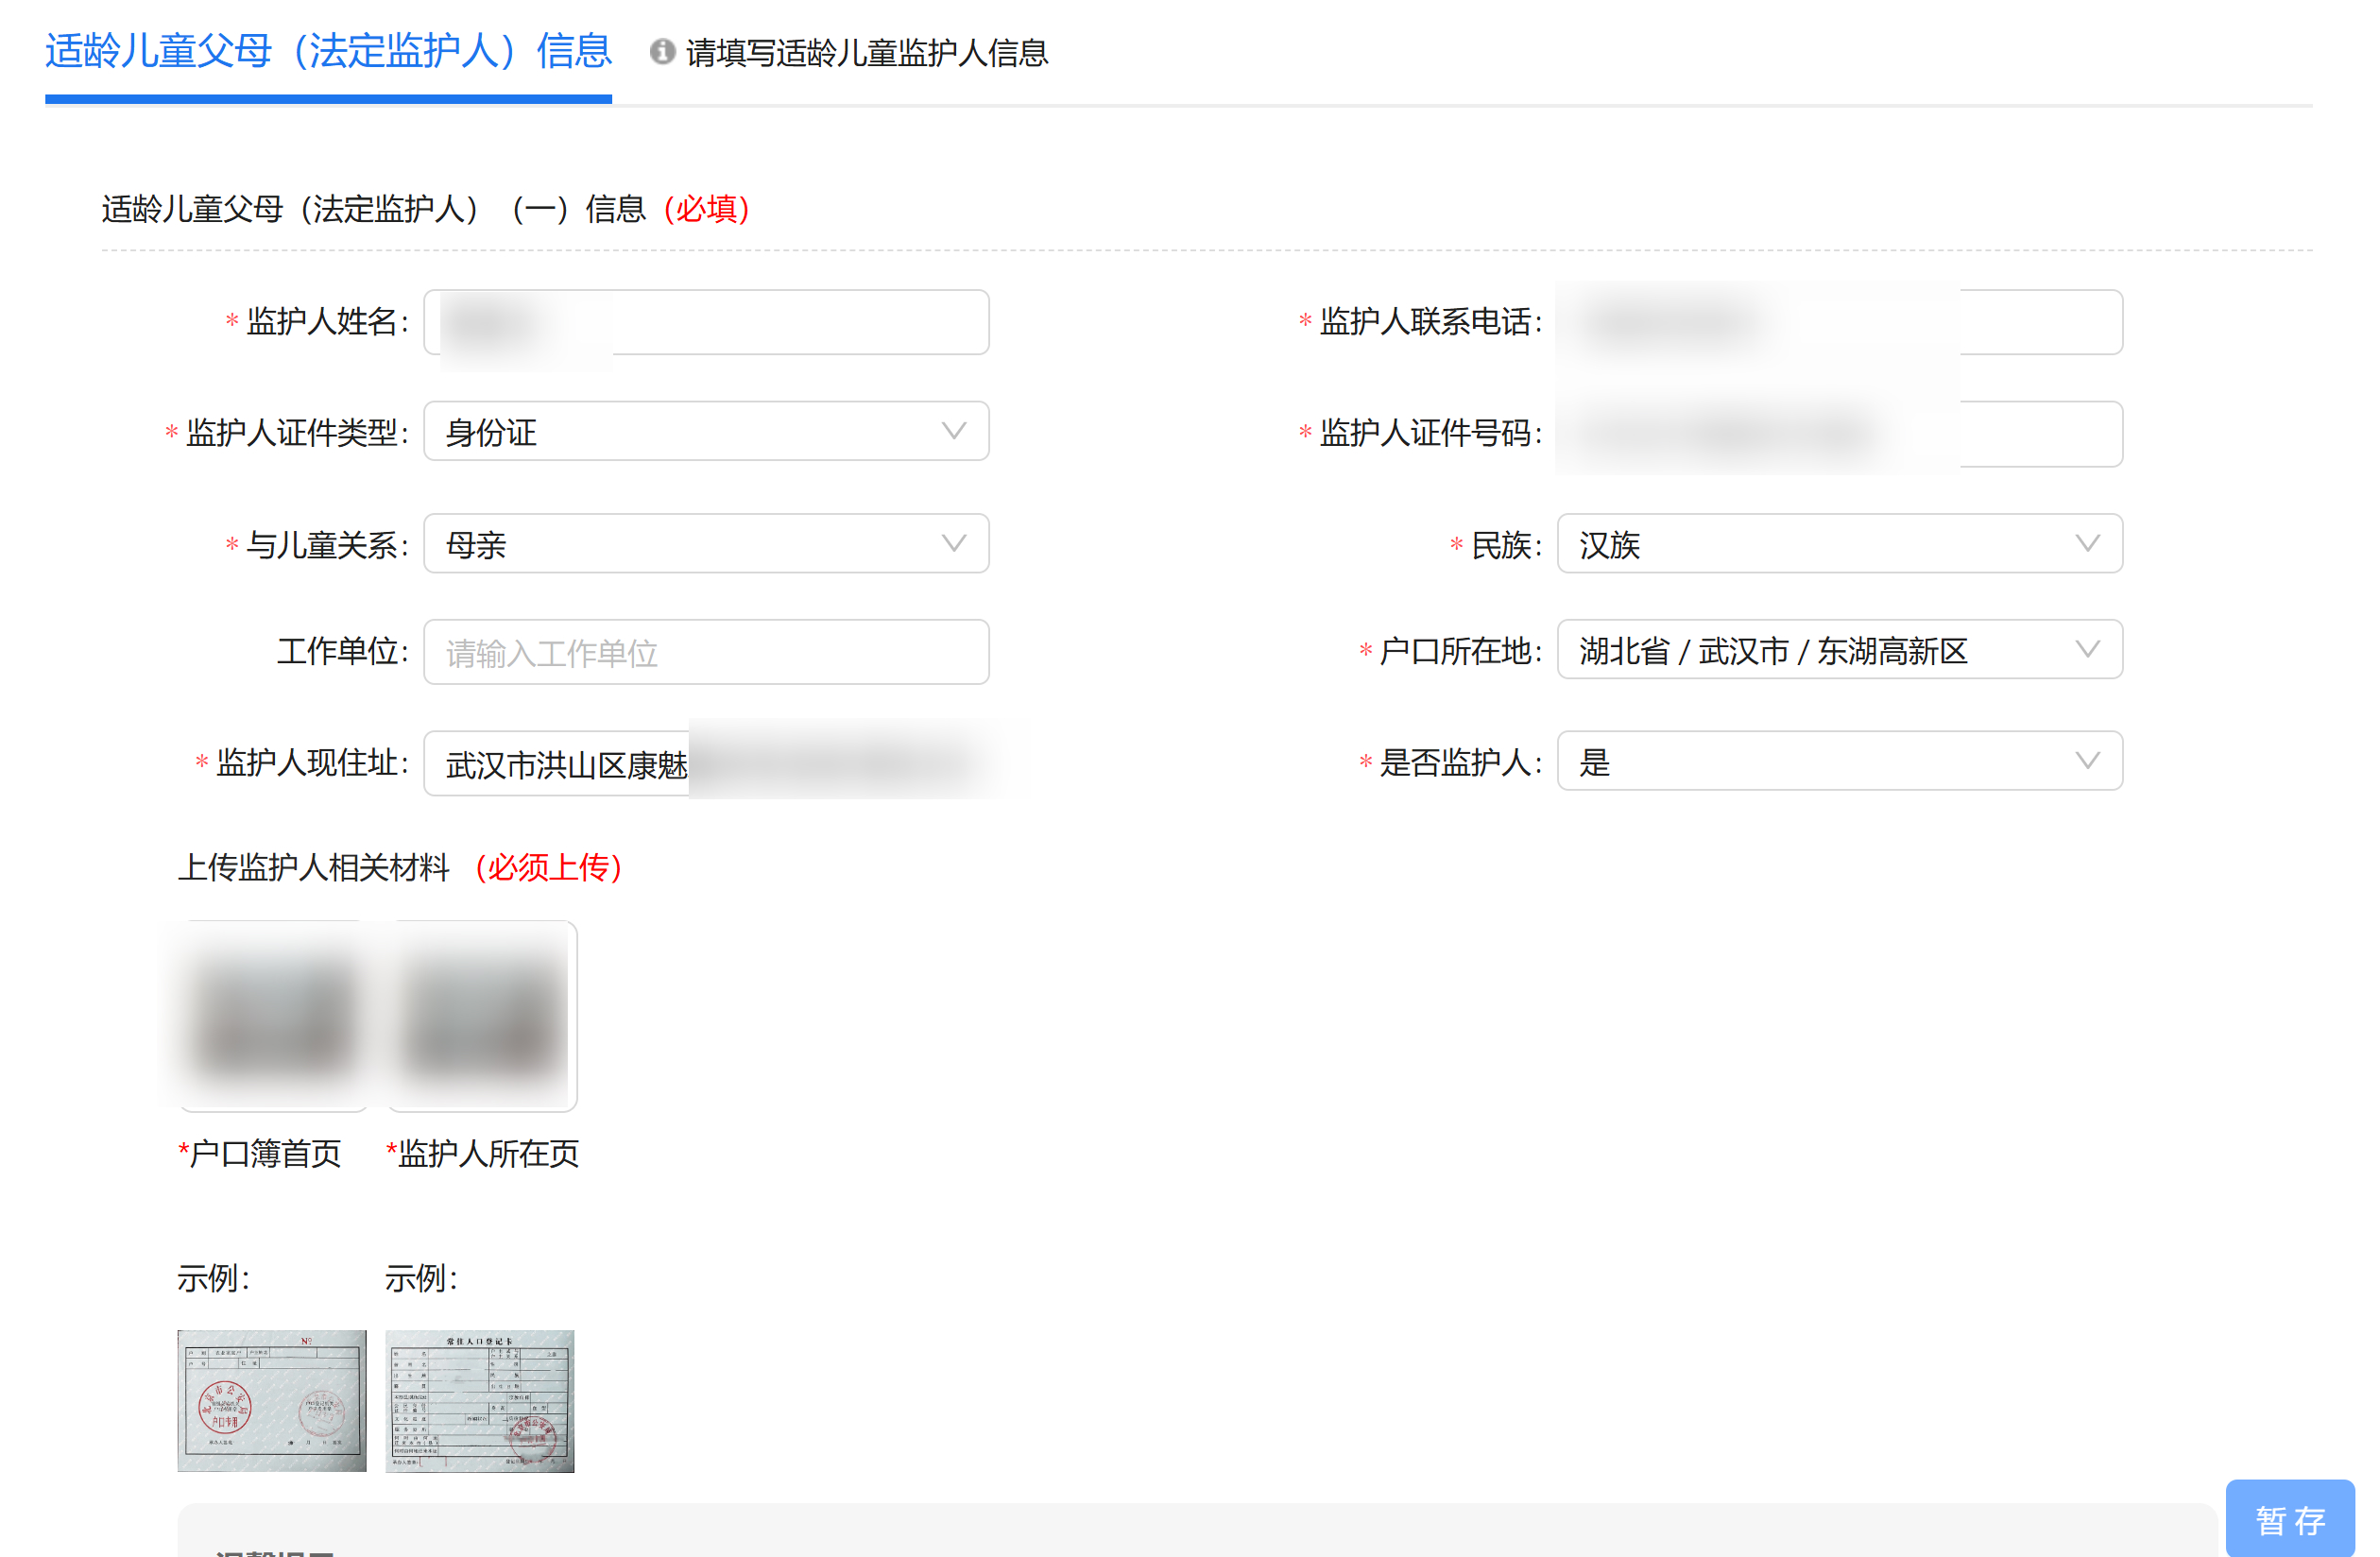 适龄儿童父母（法定监护人）信息 请填写适龄儿童监护人信息
适龄儿童父母（法定监护人）（一）信息（必填）
* 监护人姓名：
* 监护人联系电话：
* 监护人证件类型： 身份证
* 监护人证件号码：
* 与儿童关系： 母亲
* 民族： 汉族
工作单位： 请输入工作单位
* 户口所在地： 湖北省 / 武汉市 / 东湖高新区
* 监护人现住址： 武汉市洪山区康魅
* 是否监护人： 是
上传监护人相关材料 （必须上传）
*户口簿首页 *监护人所在页
示例： 示例：
Nº
常住人口登记卡
户口专用
暂 存